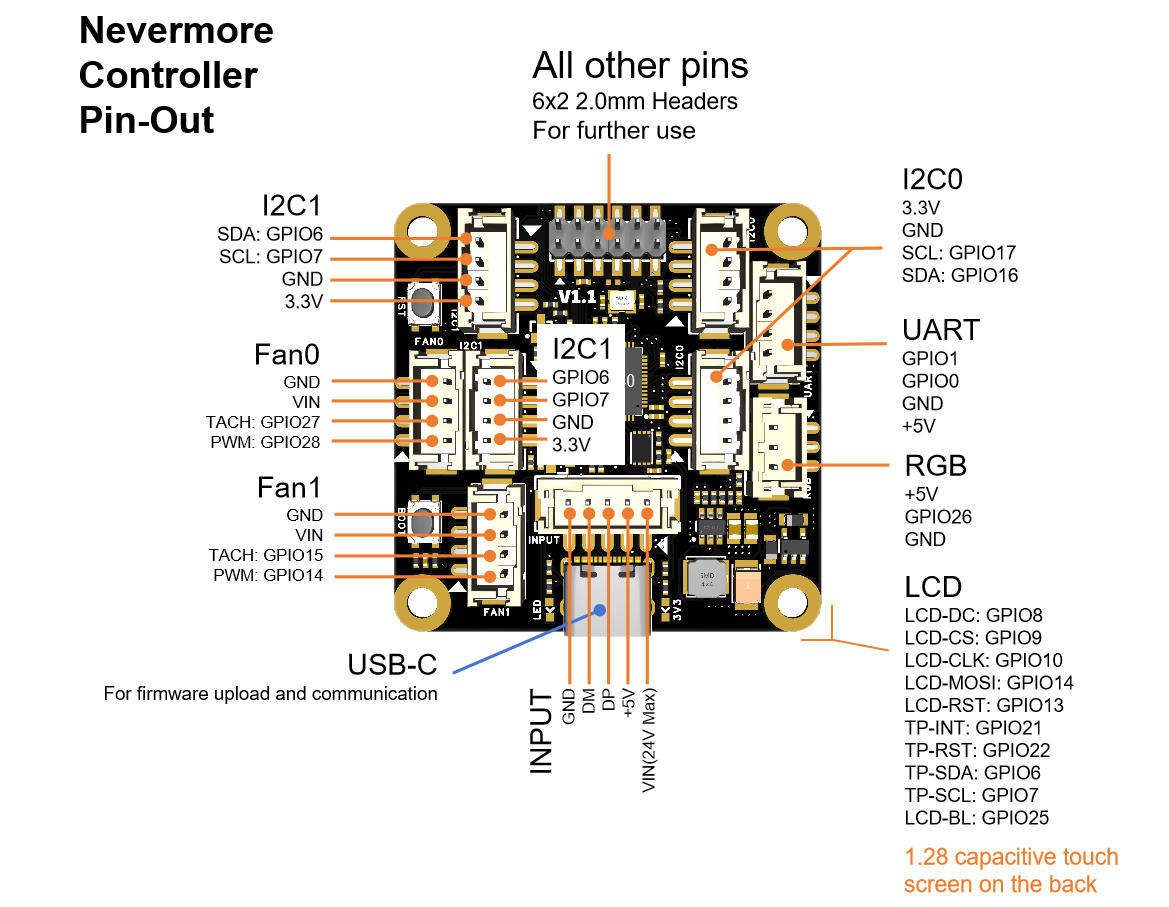 Nevermore
Controller
Pin-Out
All other pins
6x2 2.0mm Headers
For further use
I2C1
SDA: GPIO6
SCL: GPIO7
GND
3.3V
Fan0
GND
VIN
TACH: GPIO27
PWM: GPIO28
Fan1
GND
VIN
TACH: GPIO15
PWM: GPIO14
USB-C
For firmware upload and communication
I2C0
3.3V
GND
SCL: GPIO17
SDA: GPIO16
UART
GPIO1
GPIO0
GND
+5V
RGB
+5V
GPIO26
GND
LCD
LCD-DC: GPIO8
LCD-CS: GPIO9
LCD-CLK: GPIO10
LCD-MOSI: GPIO14
LCD-RST: GPIO13
TP-INT: GPIO21
TP-RST: GPIO22
TP-SDA: GPIO6
TP-SCL: GPIO7
LCD-BL: GPIO25
1.28 capacitive touch
screen on the back
I2C1
GPIO6
GPIO7
GND
3.3V
INPUT
GND
DM
DP
+5V
VIN(24V Max)
V1.1
RST
I2C1
I2C0
FAN0
I2C1
I2C0
UART
RGB
BOOT
INPUT
FAN1
LED
3V3
SMD
4x4